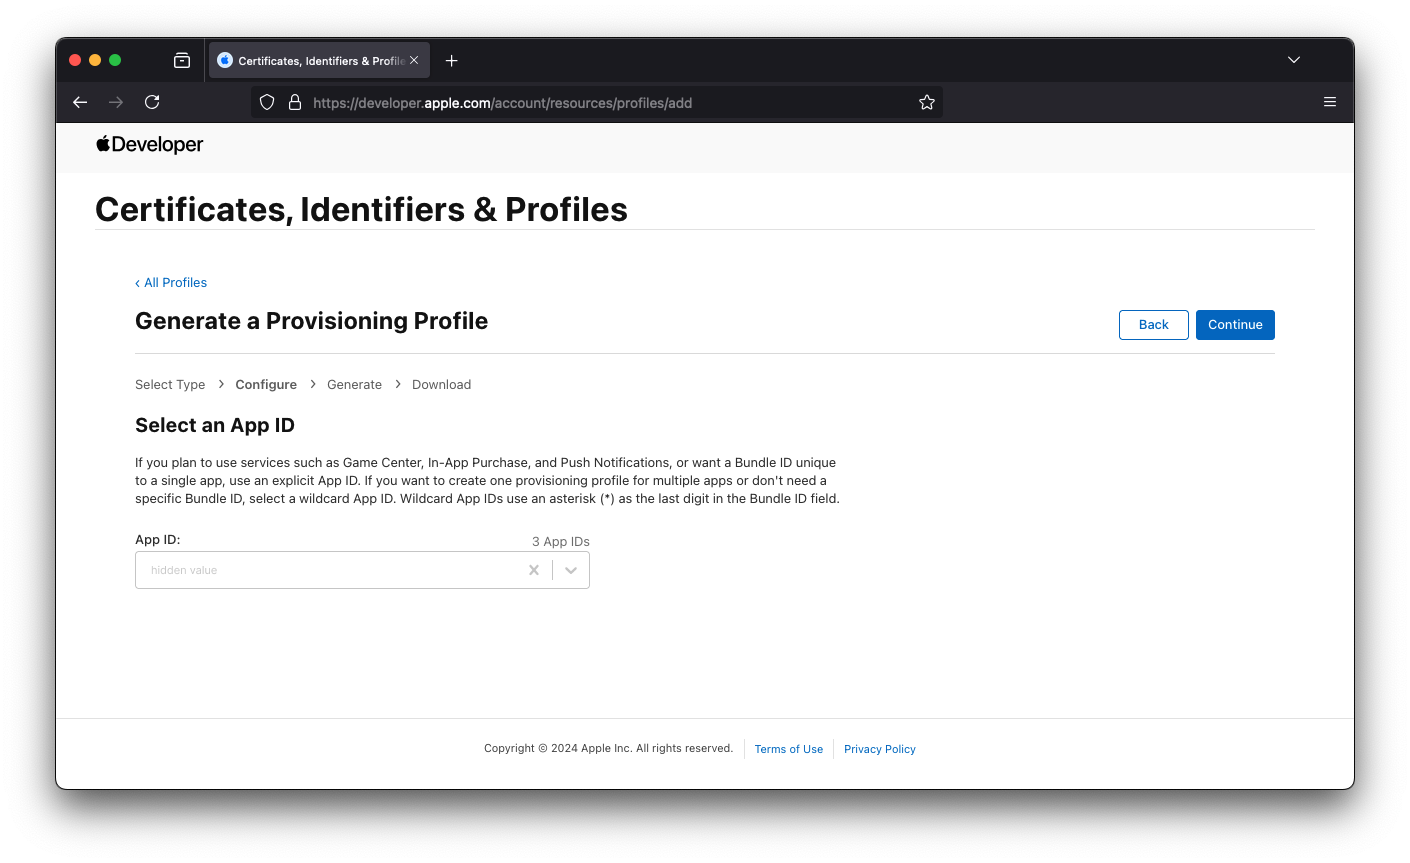 Certificates, Identifiers & Profile
https://developer.apple.com/account/resources/profiles/add
Developer
Certificates, Identifiers & Profiles
‹ All Profiles
Generate a Provisioning Profile
Back
Continue
Select Type > Configure > Generate > Download
Select an App ID
If you plan to use services such as Game Center, In-App Purchase, and Push Notifications, or want a Bundle ID unique
to a single app, use an explicit App ID. If you want to create one provisioning profile for multiple apps or don't need a
specific Bundle ID, select a wildcard App ID. Wildcard App IDs use an asterisk (*) as the last digit in the Bundle ID field.
App ID:
3 App IDs
hidden value
Copyright © 2024 Apple Inc. All rights reserved.
Terms of Use
Privacy Policy